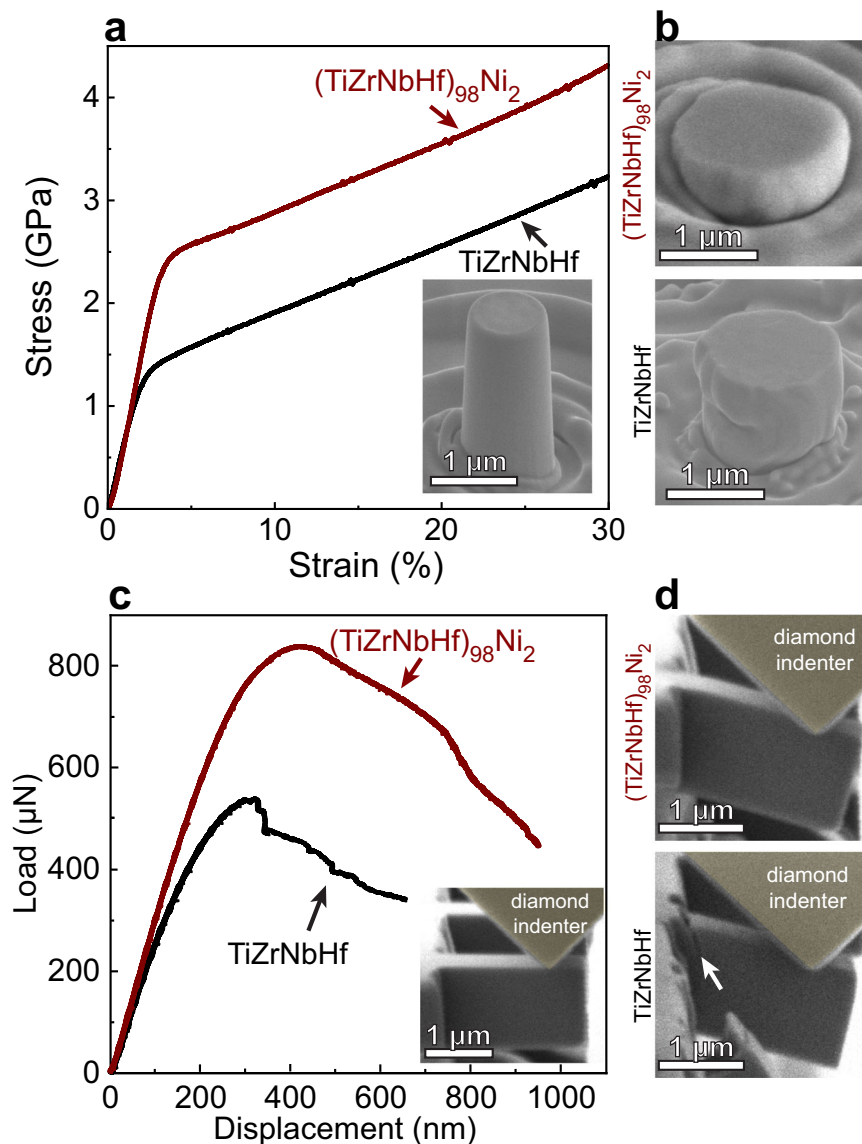 a
Stress (GPa)
4
3
2
1
0
0
10
20
30
Strain (%)
(TiZrNbHf)₉₈Ni₂
TiZrNbHf
1 µm
b
(TiZrNbHf)₉₈Ni₂
1 µm
TiZrNbHf
1 µm
c
Load (µN)
800
600
400
200
0
0
200
400
600
800
1000
Displacement (nm)
(TiZrNbHf)₉₈Ni₂
TiZrNbHf
diamond
indenter
1 µm
d
(TiZrNbHf)₉₈Ni₂
diamond
indenter
1 µm
TiZrNbHf
diamond
indenter
1 µm